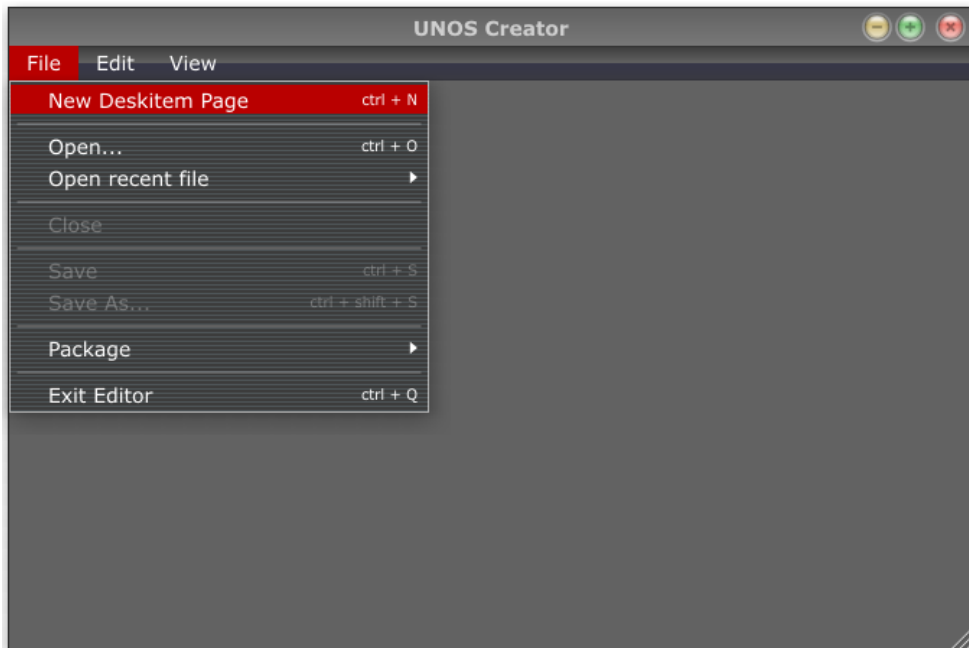 UNOS Creator
File Edit View
New Deskitem Page ctrl + N
Open... ctrl + O
Open recent file
Close
Save ctrl + S
Save As... ctrl + shift + S
Package
Exit Editor ctrl + Q